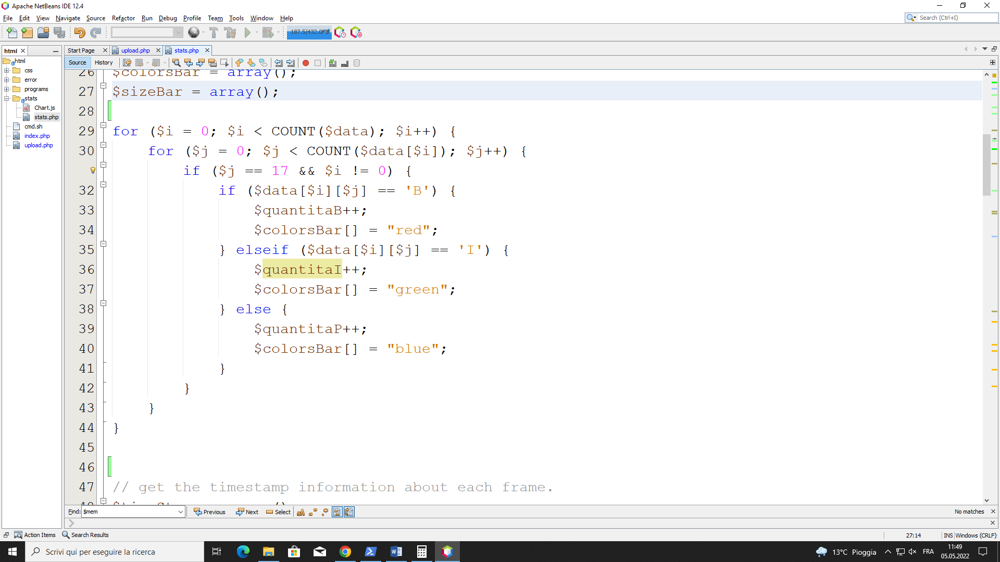 Apache NetBeans IDE 12.4
File Edit View Navigate Source Refactor Run Debug Profile Team Tools Window Help
Search (Ctrl+I)
187.5/432.0MB
html
Start Page upload.php stats.php
Source History
html
css
error
programs
stats
Chart.js
stats.php
cmd.sh
index.php
upload.php
26 $colorsBar = array();
27 $sizeBar = array();
28
29 for ($i = 0; $i < COUNT($data); $i++) {
30 for ($j = 0; $j < COUNT($data[$i]); $j++) {
if ($j == 17 && $i != 0) {
32 if ($data[$i][$j] == 'B') {
33 $quantitaB++;
34 $colorsBar[] = "red";
35 } elseif ($data[$i][$j] == 'I') {
36 $quantitaI++;
37 $colorsBar[] = "green";
38 } else {
39 $quantitaP++;
40 $colorsBar[] = "blue";
41 }
42 }
43 }
44 }
45
46
47 // get the timestamp information about each frame.
Find: $mem Previous Next Select No matches
Action Items Search Results
27:14 INS Windows (CRLF)
Scrivi qui per eseguire la ricerca
13°C Pioggia FRA
11:49
05.05.2022